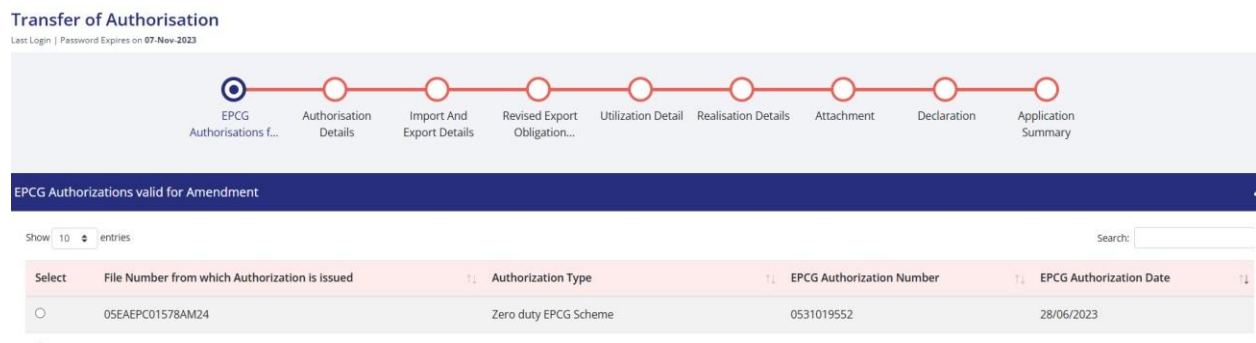 Transfer of Authorisation
Last Login | Password Expires on 07-Nov-2023
EPCG
Authorisations f...
Authorisation
Details
Import And
Export Details
Revised Export
Obligation...
Utilization Detail
Realisation Details
Attachment
Declaration
Application
Summary
EPCG Authorizations valid for Amendment
Show 10 entries
Search:
Select File Number from which Authorization is issued Authorization Type EPCG Authorization Number EPCG Authorization Date
05EAEPC01578AM24 Zero duty EPCG Scheme 0531019552 28/06/2023